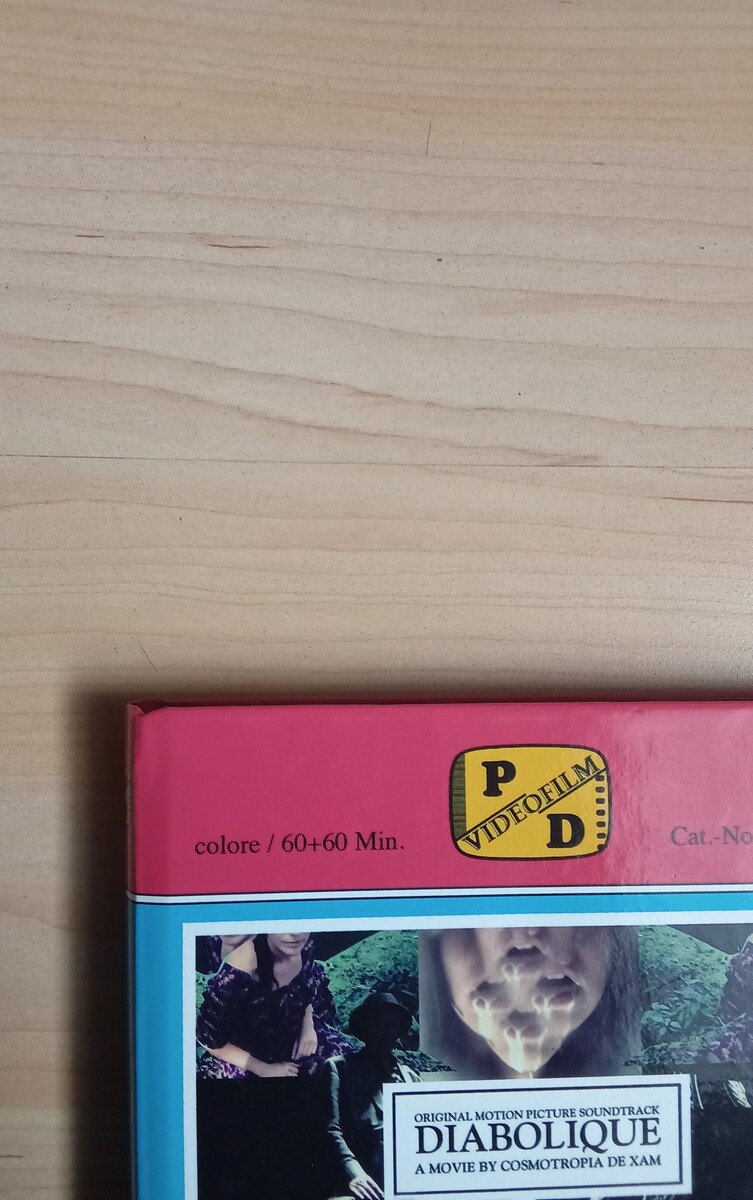 P
VIDEOFILM
D
colore / 60+60 Min.
Cat.-No
ORIGINAL MOTION PICTURE SOUNDTRACK
DIABOLIQUE
A MOVIE BY COSMOTROPIA DE XAM